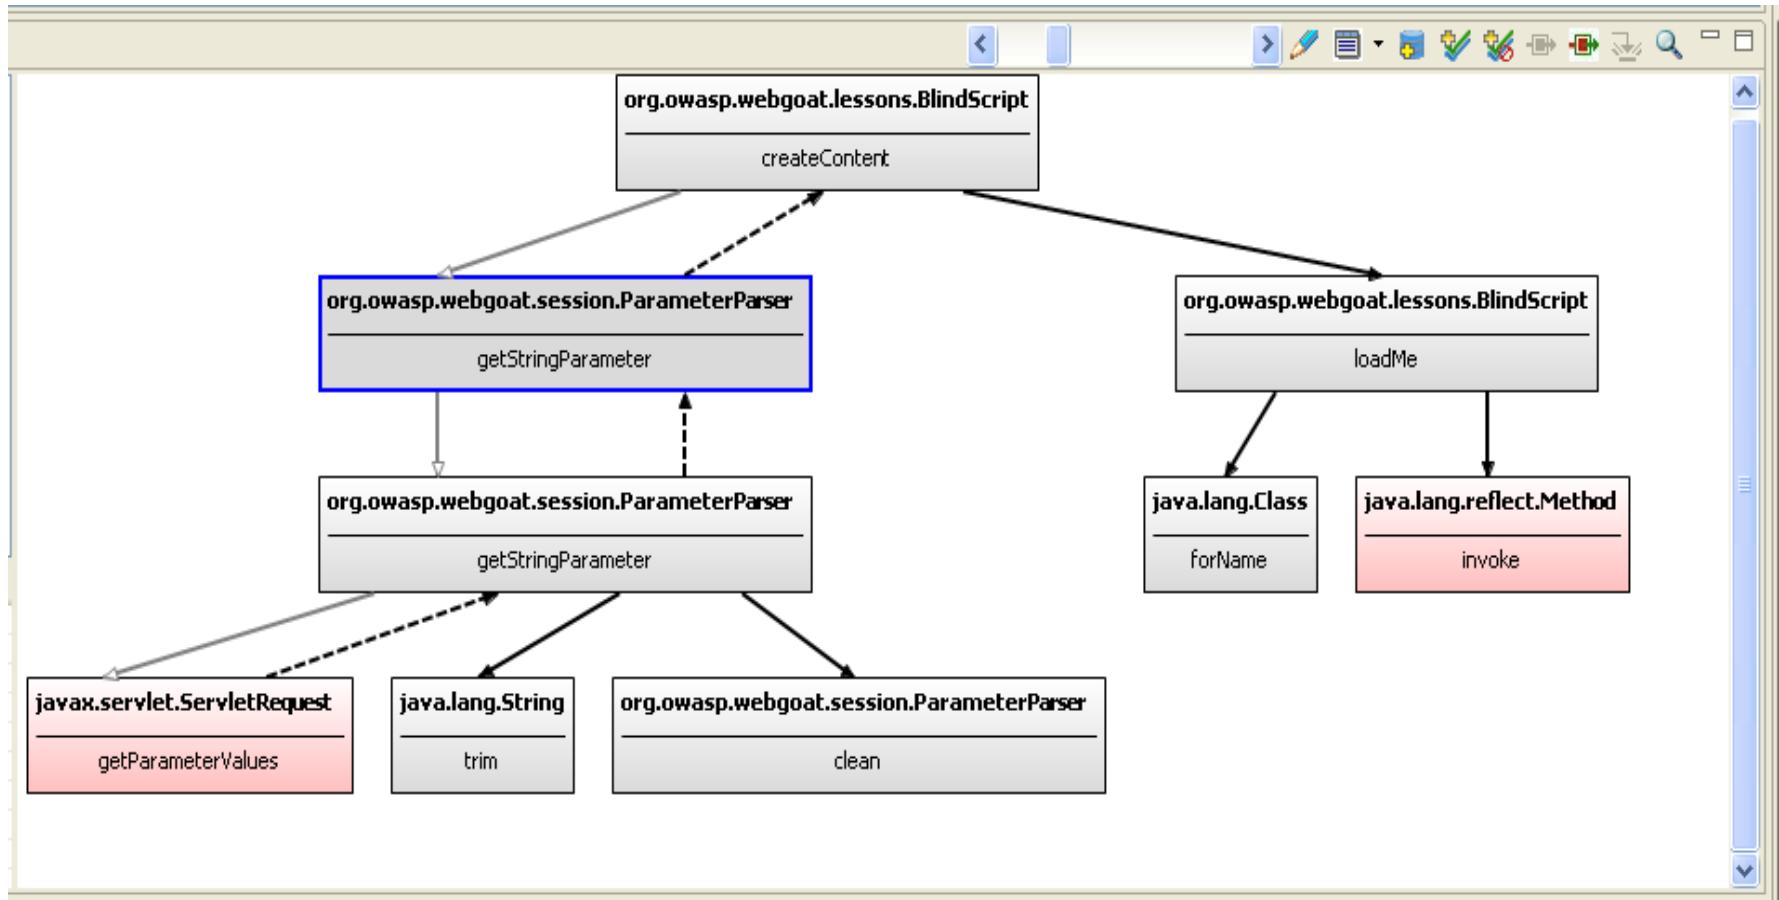 org.owasp.webgoat.lessons.BlindScript
createContent
org.owasp.webgoat.session.ParameterParser
getStringParameter
org.owasp.webgoat.lessons.BlindScript
loadMe
org.owasp.webgoat.session.ParameterParser
getStringParameter
java.lang.Class
forName
java.lang.reflect.Method
invoke
javax.servlet.ServletRequest
getParameterValues
java.lang.String
trim
org.owasp.webgoat.session.ParameterParser
clean